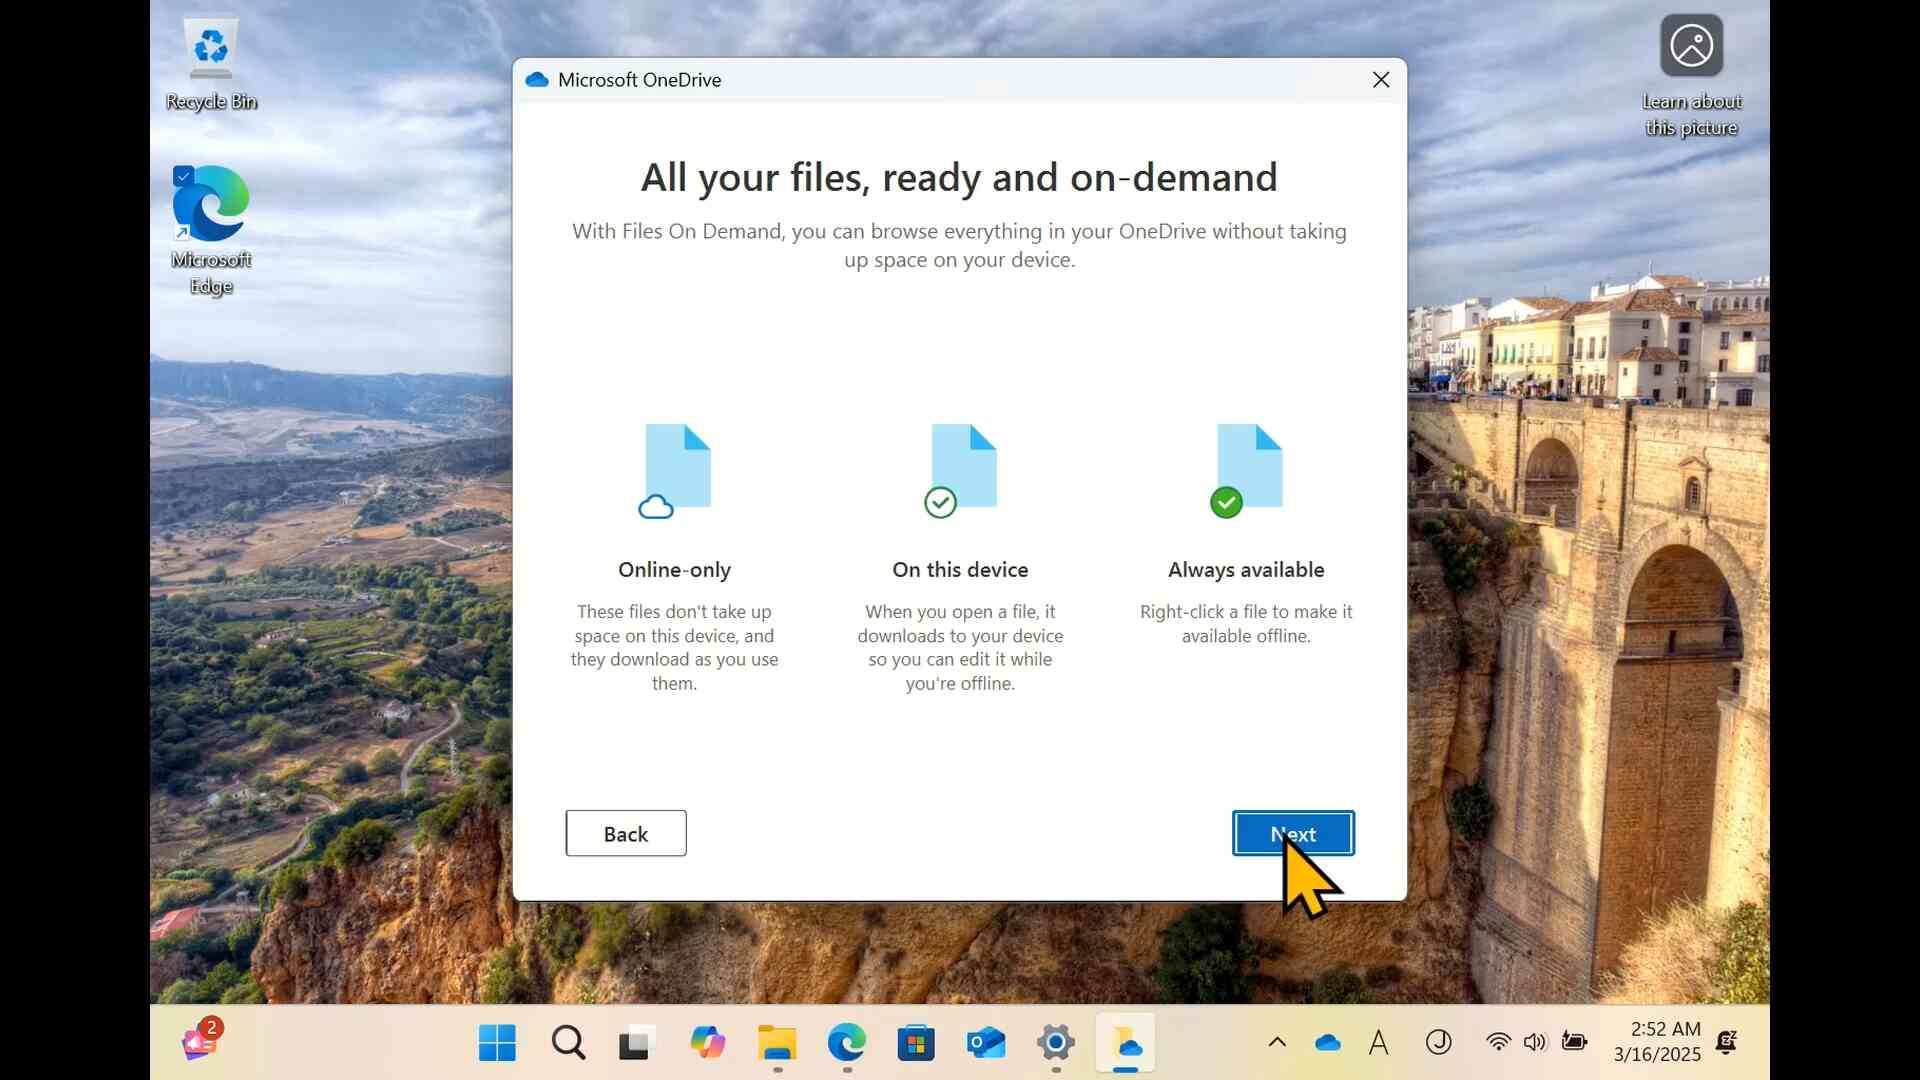 Recycle Bin
Microsoft
Edge
Learn about
this picture
Microsoft OneDrive
All your files, ready and on-demand
With Files On Demand, you can browse everything in your OneDrive without taking
up space on your device.
Online-only
These files don't take up
space on this device, and
they download as you use
them.
On this device
When you open a file, it
downloads to your device
so you can edit it while
you're offline.
Always available
Right-click a file to make it
available offline.
Back
Next
2
A
J
2:52 AM
3/16/2025